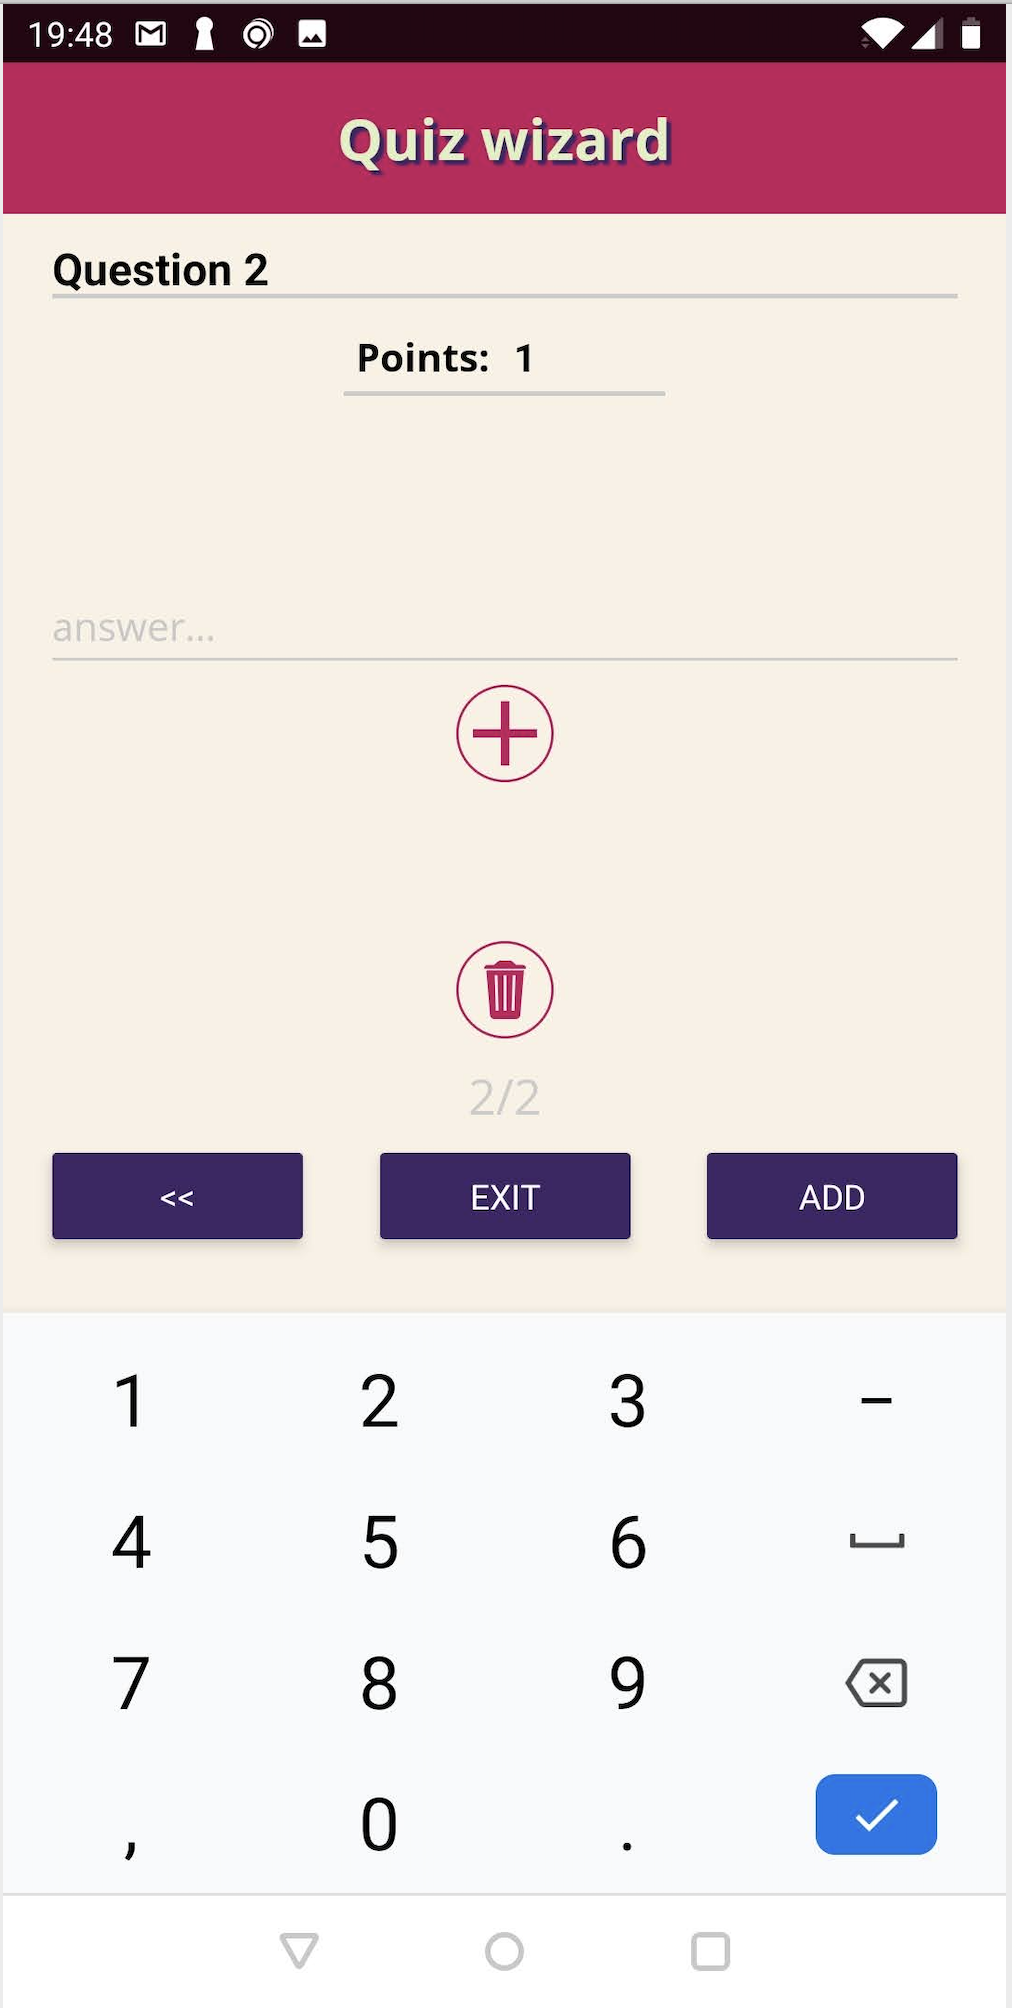 19:48
Quiz wizard
Question 2
Points: 1
answer...
2/2
<< EXIT ADD
1 2 3 –
4 5 6
7 8 9
, 0 .